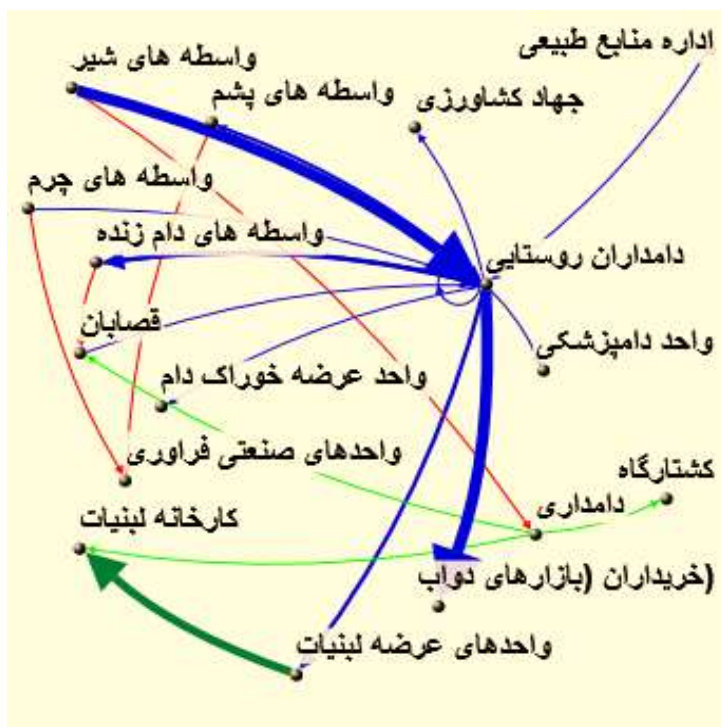 اداره منابع طبیعی
واسطه های شیر
واسطه های پشم
جهاد کشاورزی
واسطه های چرم
واسطه های دام زنده
دامداران روستایی
قصابان
واحد دامپزشکی
واحد عرضه خوراک دام
واحدهای صنعتی فراوری
کشتارگاه
دامداری
کارخانه لبنیات
خریداران (بازارهای دواب)
واحدهای عرضه لبنیات